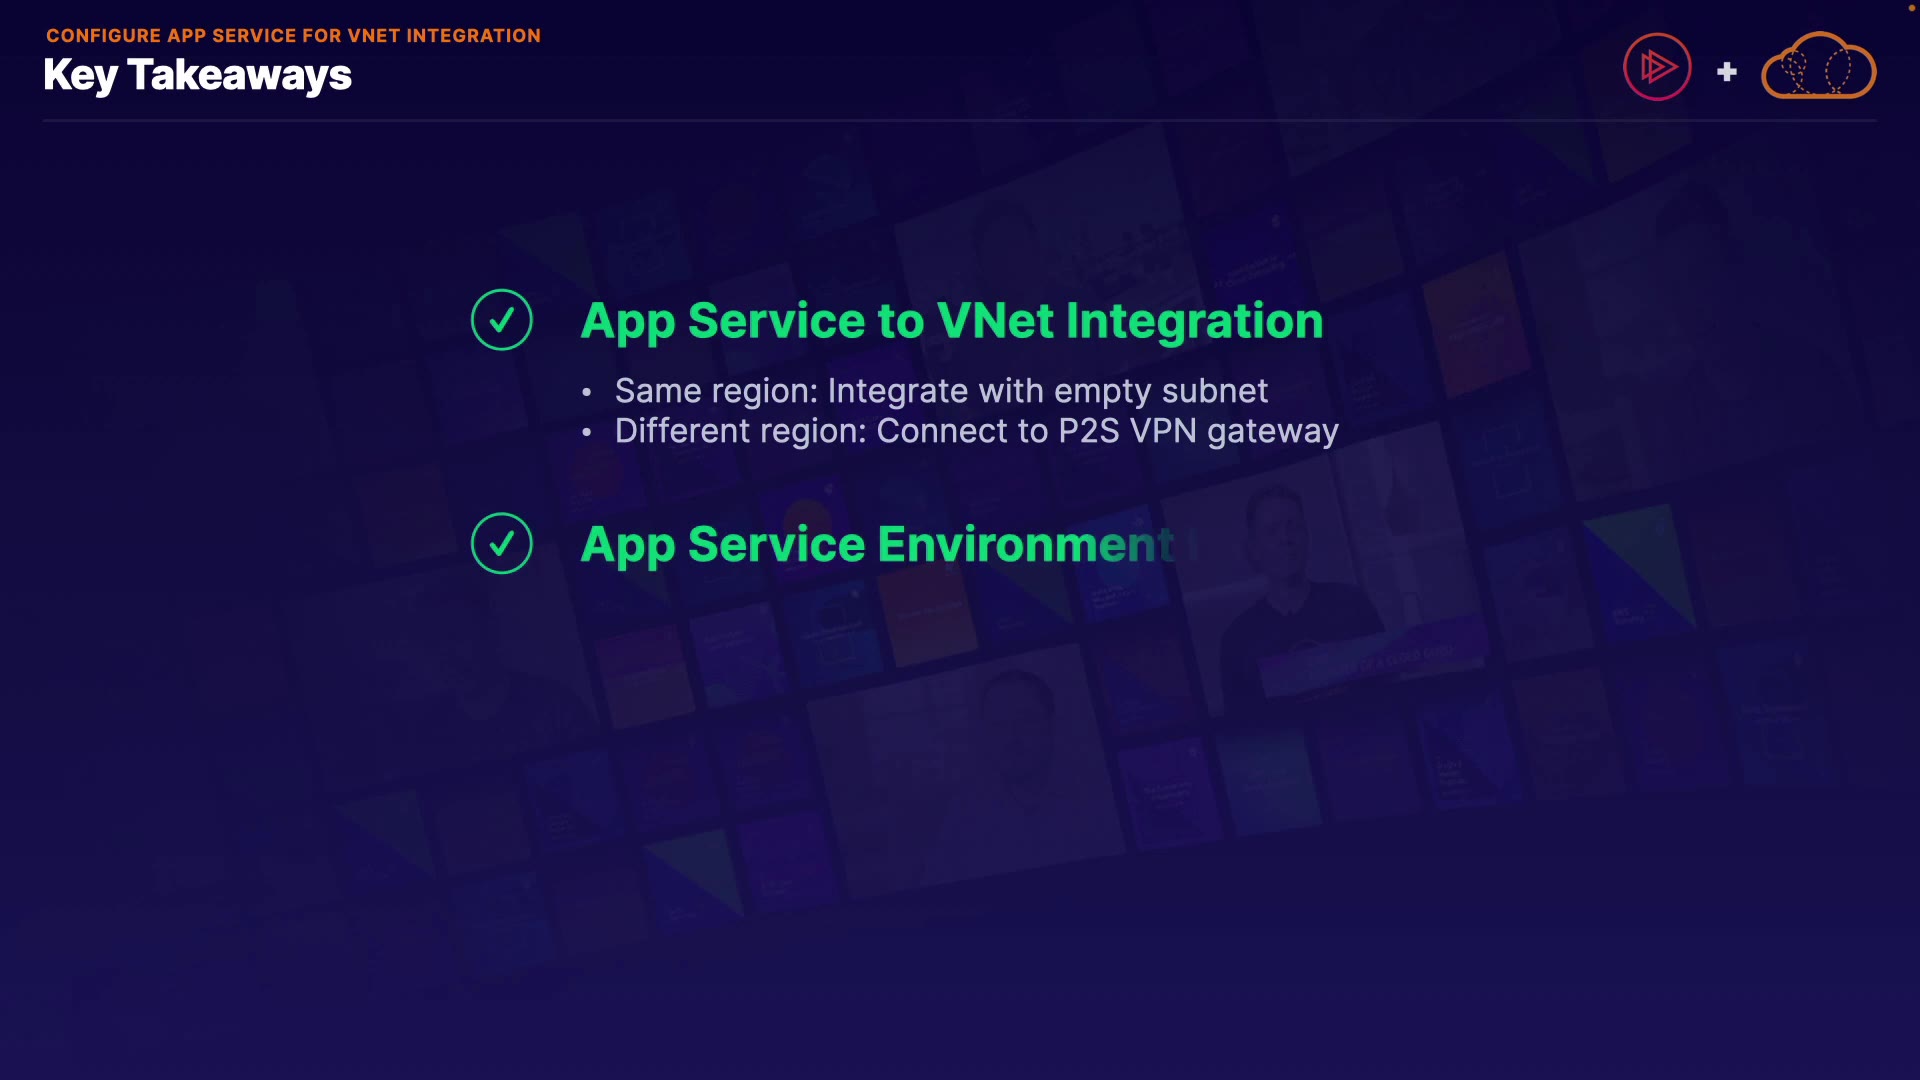 CONFIGURE APP SERVICE FOR VNET INTEGRATION
Key Takeaways
App Service to VNet Integration
• Same region: Integrate with empty subnet
• Different region: Connect to P2S VPN gateway
App Service Environment